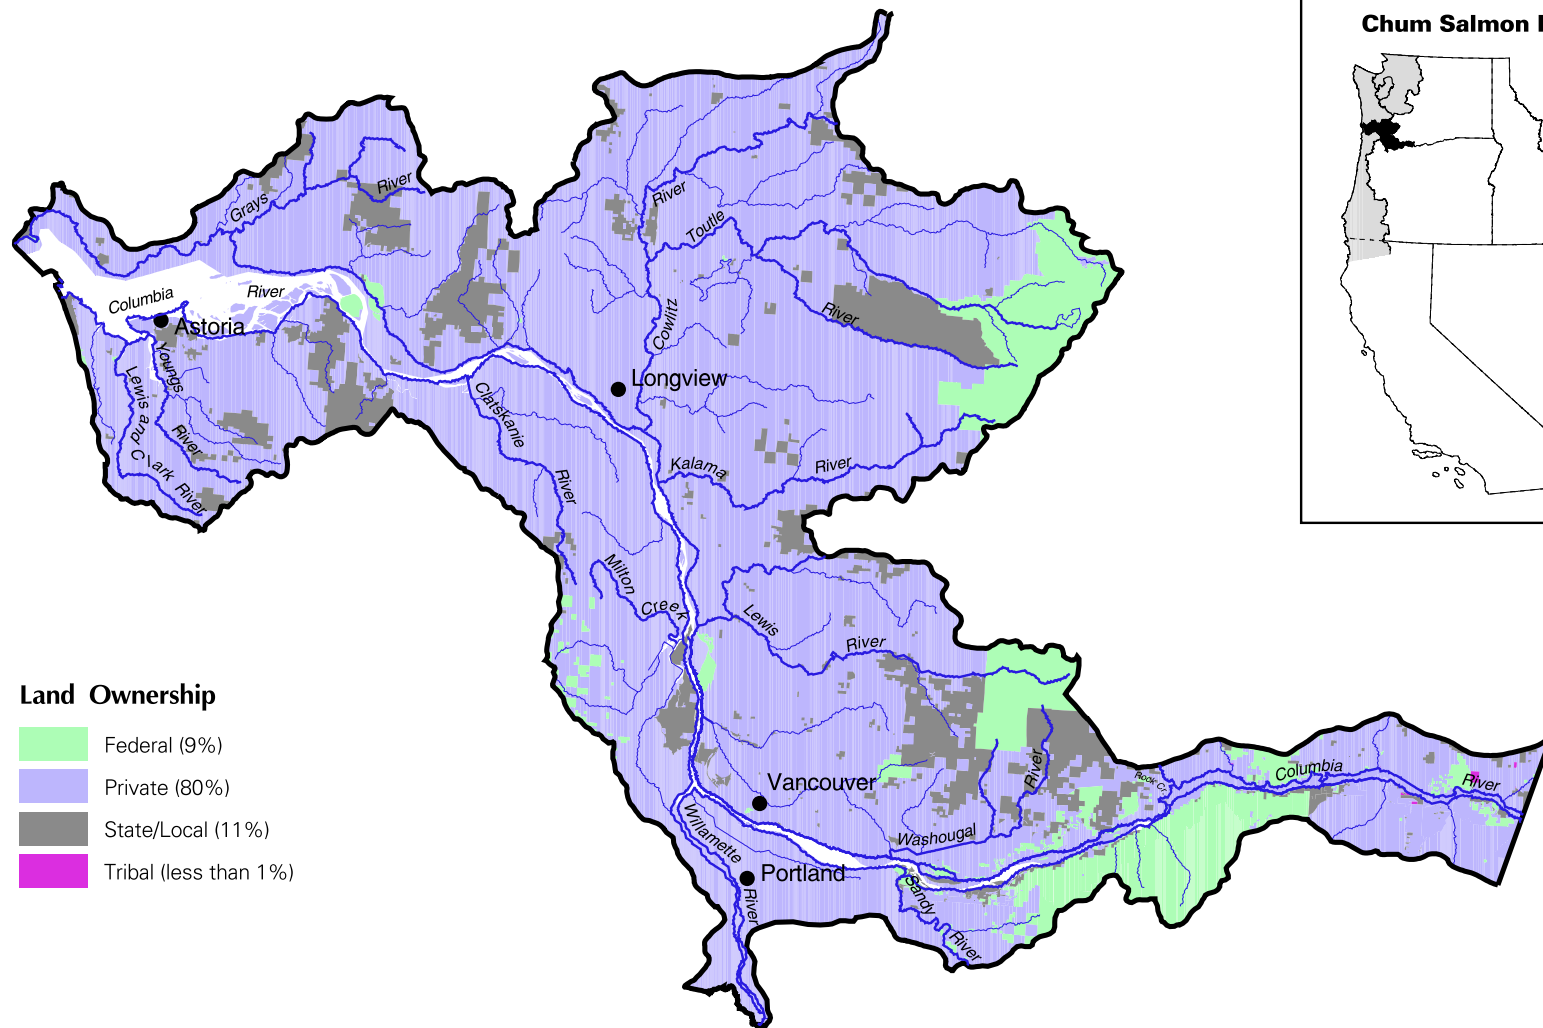 Chum Salmon
River
Grays
River
Toutle
Columbia
River
Astoria
Cowlitz
River
Youngs
River
Lewis and Clark River
Longview
Clatskanie
River
Kalama
River
Milton
Creek
Lewis
River
Land Ownership
Federal (9%)
Private (80%)
State/Local (11%)
Tribal (less than 1%)
Vancouver
River
Rock Cr.
Columbia
River
Willamette
River
Washougal
Portland
Sandy
River